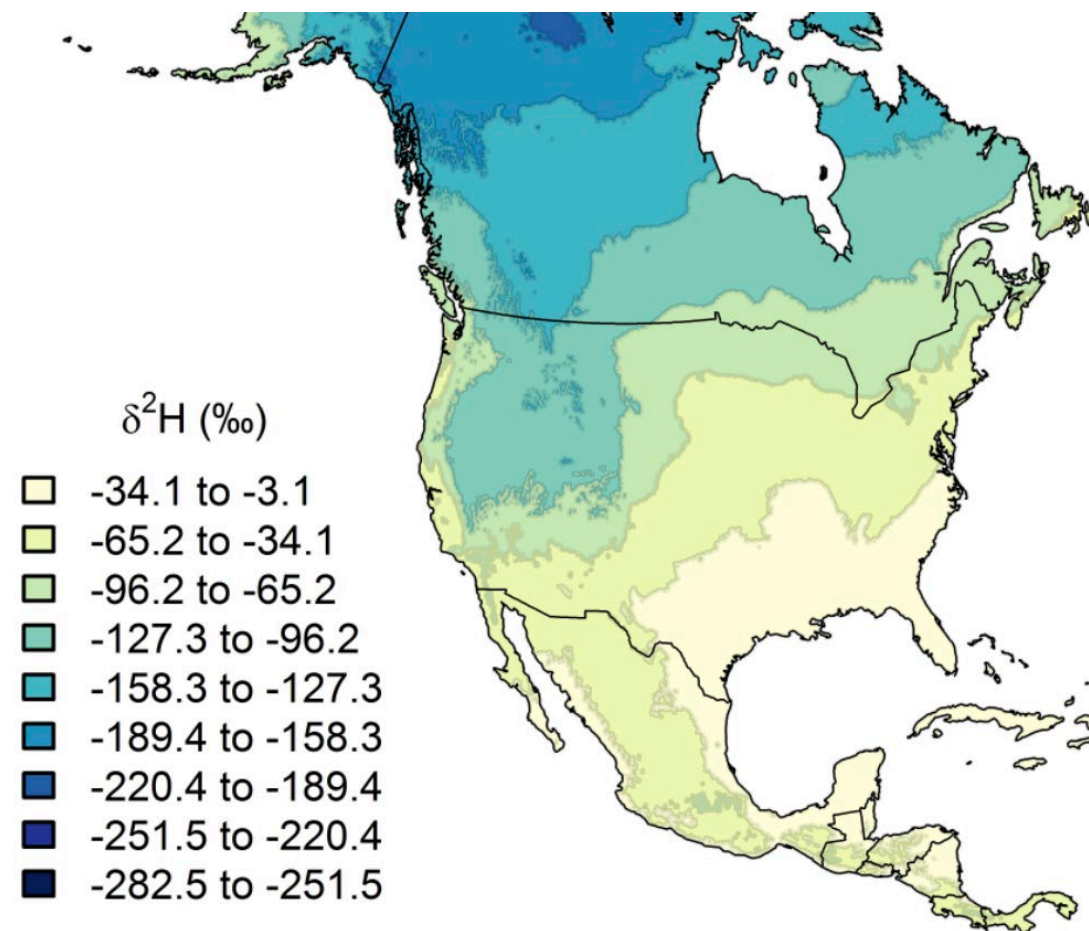 δ²H (‰)
-34.1 to -3.1
-65.2 to -34.1
-96.2 to -65.2
-127.3 to -96.2
-158.3 to -127.3
-189.4 to -158.3
-220.4 to -189.4
-251.5 to -220.4
-282.5 to -251.5